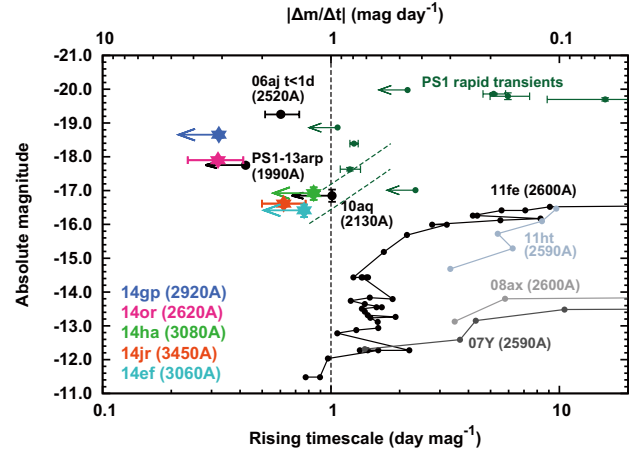 |Δm/Δt| (mag day-1)
10
1
0.1
-21.0
-20.0
-19.0
-18.0
-17.0
-16.0
-15.0
-14.0
-13.0
-12.0
-11.0
Absolute magnitude
06aj t<1d
(2520A)
PS1 rapid transients
PS1-13arp
(1990A)
10aq
(2130A)
11fe (2600A)
11ht
(2590A)
08ax (2600A)
07Y (2590A)
14gp (2920A)
14or (2620A)
14ha (3080A)
14jr (3450A)
14ef (3060A)
0.1
1
10
Rising timescale (day mag-1)